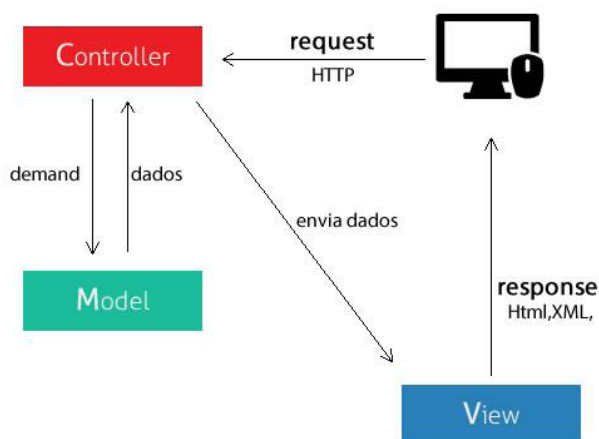 request
HTTP
Controller
demand
dados
envia dados
Model
response
Html,XML,
View